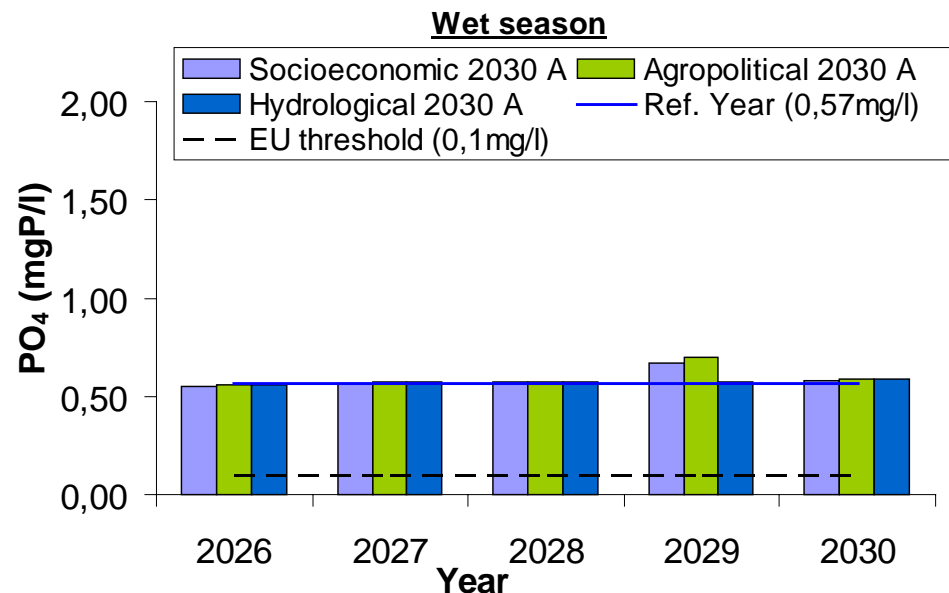 Wet season
Socioeconomic 2030 A Agropolitical 2030 A
Hydrological 2030 A Ref. Year (0,57mg/l)
EU threshold (0,1mg/l)
2,00
1,50
1,00
0,50
0,00
PO₄ (mgP/l)
2026 2027 2028 2029 2030
Year